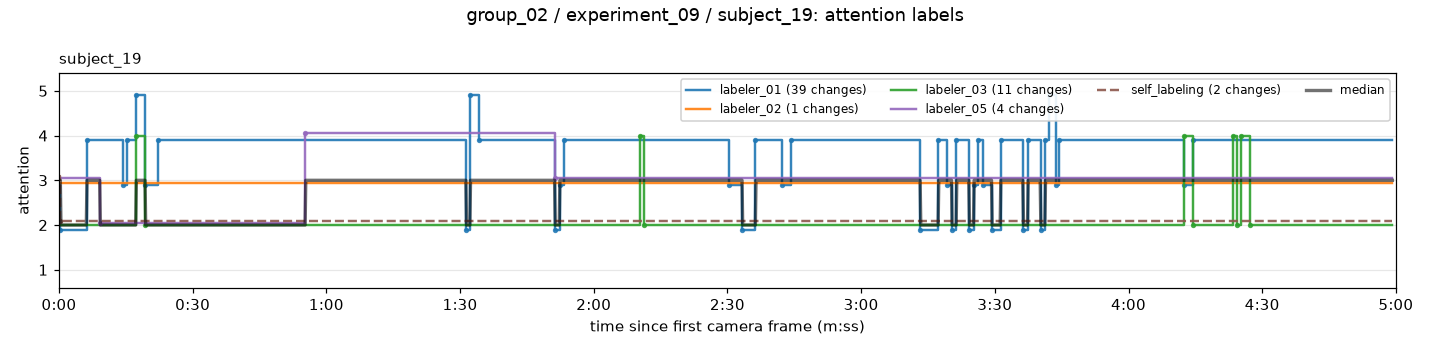 group_02 / experiment_09 / subject_19: attention labels
subject_19
labeler_01 (39 changes)
labeler_02 (1 changes)
labeler_03 (11 changes)
labeler_05 (4 changes)
self_labeling (2 changes)
median
attention
5
4
3
2
1
0:00 0:30 1:00 1:30 2:00 2:30 3:00 3:30 4:00 4:30 5:00
time since first camera frame (m:ss)